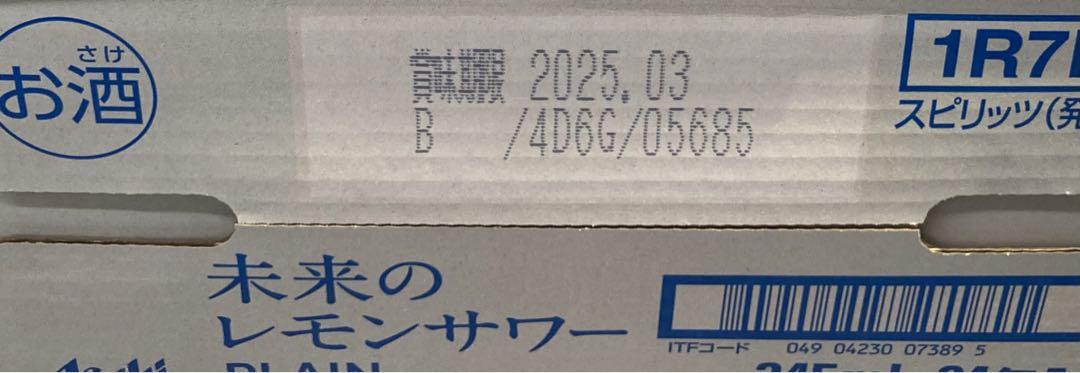 さけ
お酒
賞味期限 2025.03
B /4D6G/05685
1R7
スピリッツ(発
未来の
レモンサワー
ITFコード 049 04230 07389 5
Asahi
PLAIN